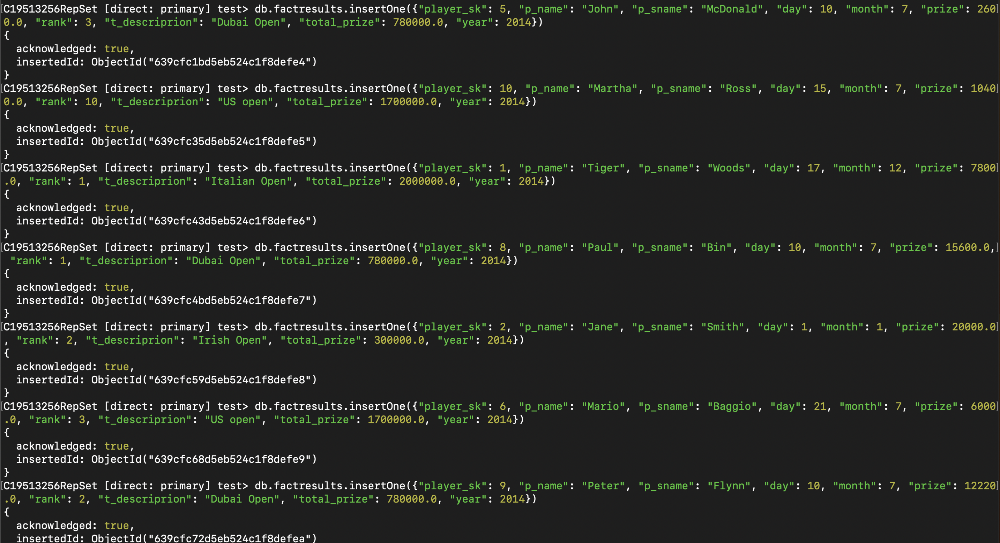 [C19513256RepSet [direct: primary] test> db.factresults.insertOne({"player_sk": 5, "p_name": "John", "p_sname": "McDonald", "day": 10, "month": 7, "prize": 260]
0.0, "rank": 3, "t_descriprion": "Dubai Open", "total_prize": 780000.0, "year": 2014})
{
  acknowledged: true,
  insertedId: ObjectId("639cfc1bd5eb524c1f8defe4")
}
[C19513256RepSet [direct: primary] test> db.factresults.insertOne({"player_sk": 10, "p_name": "Martha", "p_sname": "Ross", "day": 15, "month": 7, "prize": 1040]
0.0, "rank": 10, "t_descriprion": "US open", "total_prize": 1700000.0, "year": 2014})
{
  acknowledged: true,
  insertedId: ObjectId("639cfc35d5eb524c1f8defe5")
}
[C19513256RepSet [direct: primary] test> db.factresults.insertOne({"player_sk": 1, "p_name": "Tiger", "p_sname": "Woods", "day": 17, "month": 12, "prize": 7800]
.0, "rank": 1, "t_descriprion": "Italian Open", "total_prize": 2000000.0, "year": 2014})
{
  acknowledged: true,
  insertedId: ObjectId("639cfc43d5eb524c1f8defe6")
}
[C19513256RepSet [direct: primary] test> db.factresults.insertOne({"player_sk": 8, "p_name": "Paul", "p_sname": "Bin", "day": 10, "month": 7, "prize": 15600.0,]
 "rank": 1, "t_descriprion": "Dubai Open", "total_prize": 780000.0, "year": 2014})
{
  acknowledged: true,
  insertedId: ObjectId("639cfc4bd5eb524c1f8defe7")
}
[C19513256RepSet [direct: primary] test> db.factresults.insertOne({"player_sk": 2, "p_name": "Jane", "p_sname": "Smith", "day": 1, "month": 1, "prize": 20000.0]
, "rank": 2, "t_descriprion": "Irish Open", "total_prize": 300000.0, "year": 2014})
{
  acknowledged: true,
  insertedId: ObjectId("639cfc59d5eb524c1f8defe8")
}
[C19513256RepSet [direct: primary] test> db.factresults.insertOne({"player_sk": 6, "p_name": "Mario", "p_sname": "Baggio", "day": 21, "month": 7, "prize": 6000]
.0, "rank": 3, "t_descriprion": "US open", "total_prize": 1700000.0, "year": 2014})
{
  acknowledged: true,
  insertedId: ObjectId("639cfc68d5eb524c1f8defe9")
}
[C19513256RepSet [direct: primary] test> db.factresults.insertOne({"player_sk": 9, "p_name": "Peter", "p_sname": "Flynn", "day": 10, "month": 7, "prize": 12220]
.0, "rank": 2, "t_descriprion": "Dubai Open", "total_prize": 780000.0, "year": 2014})
{
  acknowledged: true,
  insertedId: ObjectId("639cfc72d5eb524c1f8defea")